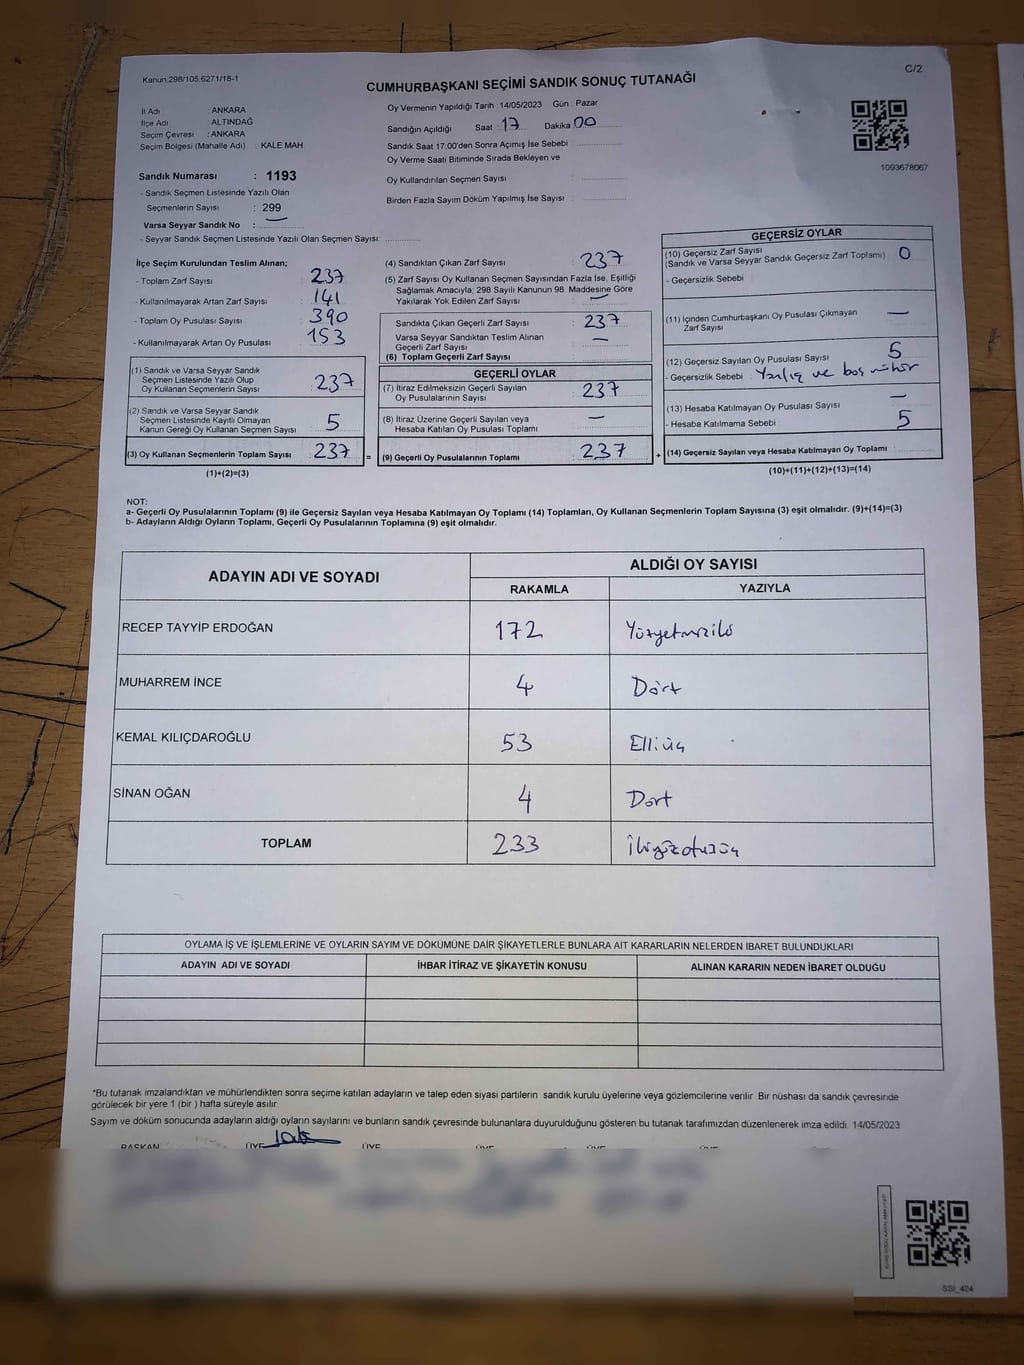 Kanun:298/105:6271/18-1
C/2
CUMHURBAŞKANI SEÇİMİ SANDIK SONUÇ TUTANAĞI
İl Adı : ANKARA
İlçe Adı : ALTINDAĞ
Seçim Çevresi : ANKARA
Seçim Bölgesi (Mahalle Adı) : KALE MAH.
Sandık Numarası : 1193
- Sandık Seçmen Listesinde Yazılı Olan
Seçmenlerin Sayısı : 299
Varsa Seyyar Sandık No : —
- Seyyar Sandık Seçmen Listesinde Yazılı Olan Seçmen Sayısı:
Oy Vermenin Yapıldığı Tarih : 14/05/2023 Gün : Pazar
Sandığın Açıldığı Saat 17 Dakika 00
Sandık Saat 17:00'den Sonra Açımış İse Sebebi :
Oy Verme Saati Bitiminde Sırada Bekleyen ve
Oy Kullandırılan Seçmen Sayısı :
Birden Fazla Sayım Döküm Yapılmış İse Sayısı :
1093678067
İlçe Seçim Kurulundan Teslim Alınan;
- Toplam Zarf Sayısı : 237
- Kullanılmayarak Artan Zarf Sayısı : 141
- Toplam Oy Pusulası Sayısı : 390
- Kullanılmayarak Artan Oy Pusulası : 153
(1) Sandık ve Varsa Seyyar Sandık
Seçmen Listesinde Yazılı Olup
Oy Kullanan Seçmenlerin Sayısı : 237
(2) Sandık ve Varsa Seyyar Sandık
Seçmen Listesinde Kayıtlı Olmayan
Kanun Gereği Oy Kullanan Seçmen Sayısı : 5
(3) Oy Kullanan Seçmenlerin Toplam Sayısı : 237 =
(1)+(2)=(3)
(4) Sandıktan Çıkan Zarf Sayısı : 237
(5) Zarf Sayısı Oy Kullanan Seçmen Sayısından Fazla İse, Eşitliği
Sağlamak Amacıyla, 298 Sayılı Kanunun 98. Maddesine Göre
Yakılarak Yok Edilen Zarf Sayısı : —
Sandıkta Çıkan Geçerli Zarf Sayısı : 237
Varsa Seyyar Sandıktan Teslim Alınan
Geçerli Zarf Sayısı : —
(6) Toplam Geçerli Zarf Sayısı :
GEÇERLİ OYLAR
(7) İtiraz Edilmeksizin Geçerli Sayılan
Oy Pusulalarının Sayısı : 237
(8) İtiraz Üzerine Geçerli Sayılan veya
Hesaba Katılan Oy Pusulası Toplamı : —
(9) Geçerli Oy Pusulalarının Toplamı : 237 +
GEÇERSİZ OYLAR
(10) Geçersiz Zarf Sayısı
(Sandık ve Varsa Seyyar Sandık Geçersiz Zarf Toplamı) : 0
- Geçersizlik Sebebi :
(11) İçinden Cumhurbaşkanı Oy Pusulası Çıkmayan
Zarf Sayısı : —
(12) Geçersiz Sayılan Oy Pusulası Sayısı : 5
- Geçersizlik Sebebi : Yanlış ve boş mühür
(13) Hesaba Katılmayan Oy Pusulası Sayısı : —
- Hesaba Katılmama Sebebi : 5
(14) Geçersiz Sayılan veya Hesaba Katılmayan Oy Toplamı :
(10)+(11)+(12)+(13)=(14)
NOT:
a- Geçerli Oy Pusulalarının Toplamı (9) ile Geçersiz Sayılan veya Hesaba Katılmayan Oy Toplamı (14) Toplamları, Oy Kullanan Seçmenlerin Toplam Sayısına (3) eşit olmalıdır. (9)+(14)=(3)
b- Adayların Aldığı Oyların Toplamı, Geçerli Oy Pusulalarının Toplamına (9) eşit olmalıdır.
ADAYIN ADI VE SOYADI
ALDIĞI OY SAYISI
RAKAMLA YAZIYLA
RECEP TAYYİP ERDOĞAN 172 Yüzyetmişiki
MUHARREM İNCE 4 Dört
KEMAL KILIÇDAROĞLU 53 Elliüç
SİNAN OĞAN 4 Dört
TOPLAM 233 İkiyüzotuzüç
OYLAMA İŞ VE İŞLEMLERİNE VE OYLARIN SAYIM VE DÖKÜMÜNE DAİR ŞİKAYETLERLE BUNLARA AİT KARARLARIN NELERDEN İBARET BULUNDUKLARI
ADAYIN ADI VE SOYADI İHBAR İTİRAZ VE ŞİKAYETİN KONUSU ALINAN KARARIN NEDEN İBARET OLDUĞU
*Bu tutanak imzalandıktan ve mühürlendikten sonra seçime katılan adayların ve talep eden siyasi partilerin sandık kurulu üyelerine veya gözlemcilerine verilir. Bir nüshası da sandık çevresinde
görülecek bir yere 1 (bir ) hafta süreyle asılır.
Sayım ve döküm sonucunda adayların aldığı oyların sayılarını ve bunların sandık çevresinde bulunanlara duyurulduğunu gösteren bu tutanak tarafımızdan düzenlenerek imza edildi. 14/05/2023
BAŞKAN ÜYE ÜYE ÜYE ÜYE ÜYE
SSI_424